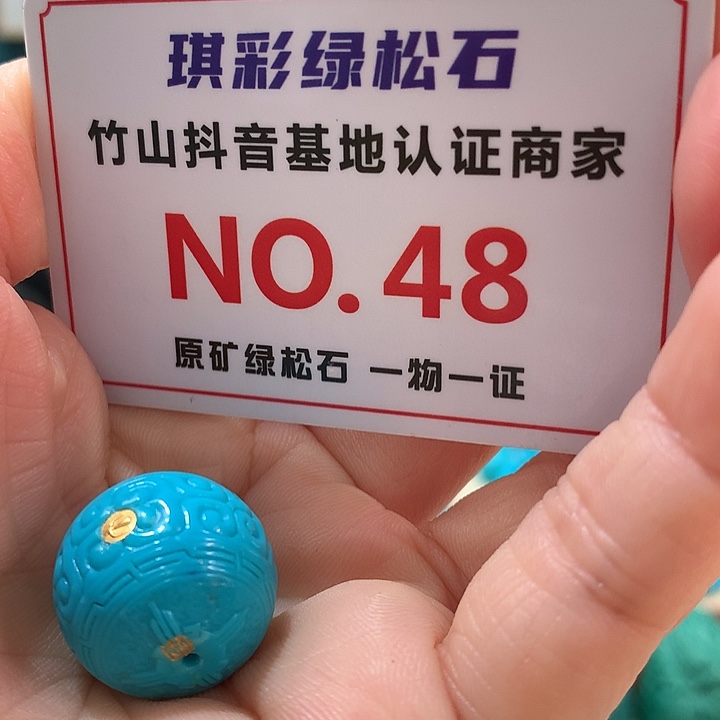 琪彩绿松石
竹山抖音基地认证商家
NO.48
原矿绿松石 一物一证